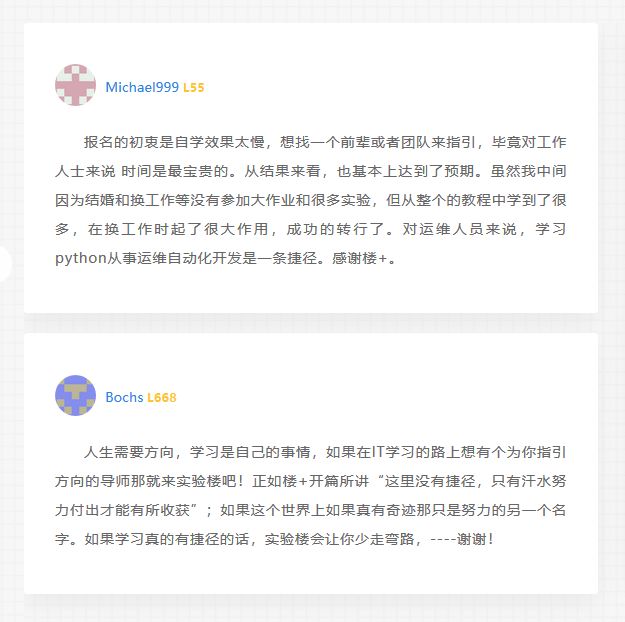 Michael999 L55
报名的初衷是自学效果太慢，想找一个前辈或者团队来指引，毕竟对工作
人士来说 时间是最宝贵的。从结果来看，也基本上达到了预期。虽然我中间
因为结婚和换工作等没有参加大作业和很多实验，但从整个的教程中学到了很
多，在换工作时起了很大作用，成功的转行了。对运维人员来说，学习
python从事运维自动化开发是一条捷径。感谢楼+。
Bochs L668
人生需要方向，学习是自己的事情，如果在IT学习的路上想有个为你指引
方向的导师那就来实验楼吧！正如楼+开篇所讲“这里没有捷径，只有汗水努
力付出才能有所收获”；如果这个世界上如果真有奇迹那只是努力的另一个名
字。如果学习真的有捷径的话，实验楼会让你少走弯路，----谢谢！